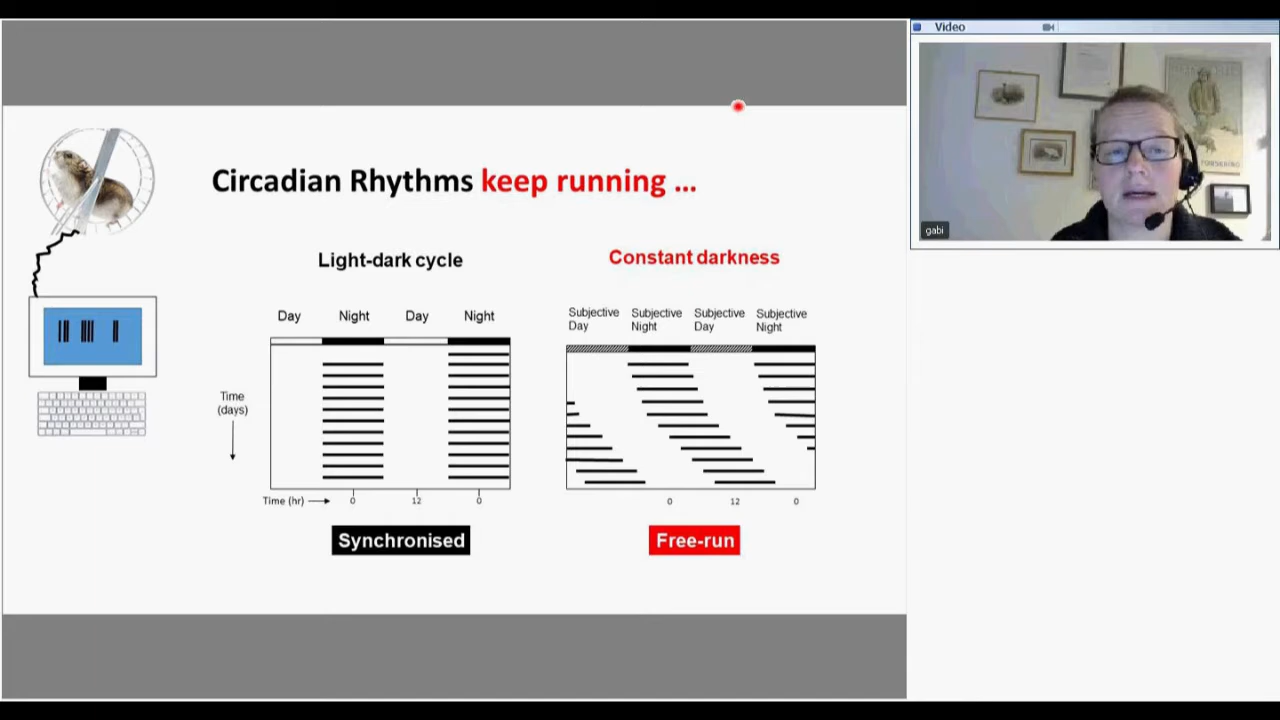 Video
gabi
Circadian Rhythms keep running ...
Light-dark cycle
Constant darkness
Day
Night
Day
Night
Subjective
Day
Subjective
Night
Subjective
Day
Subjective
Night
Time
(days)
Time (hr)
0
12
0
0
12
0
Synchronised
Free-run